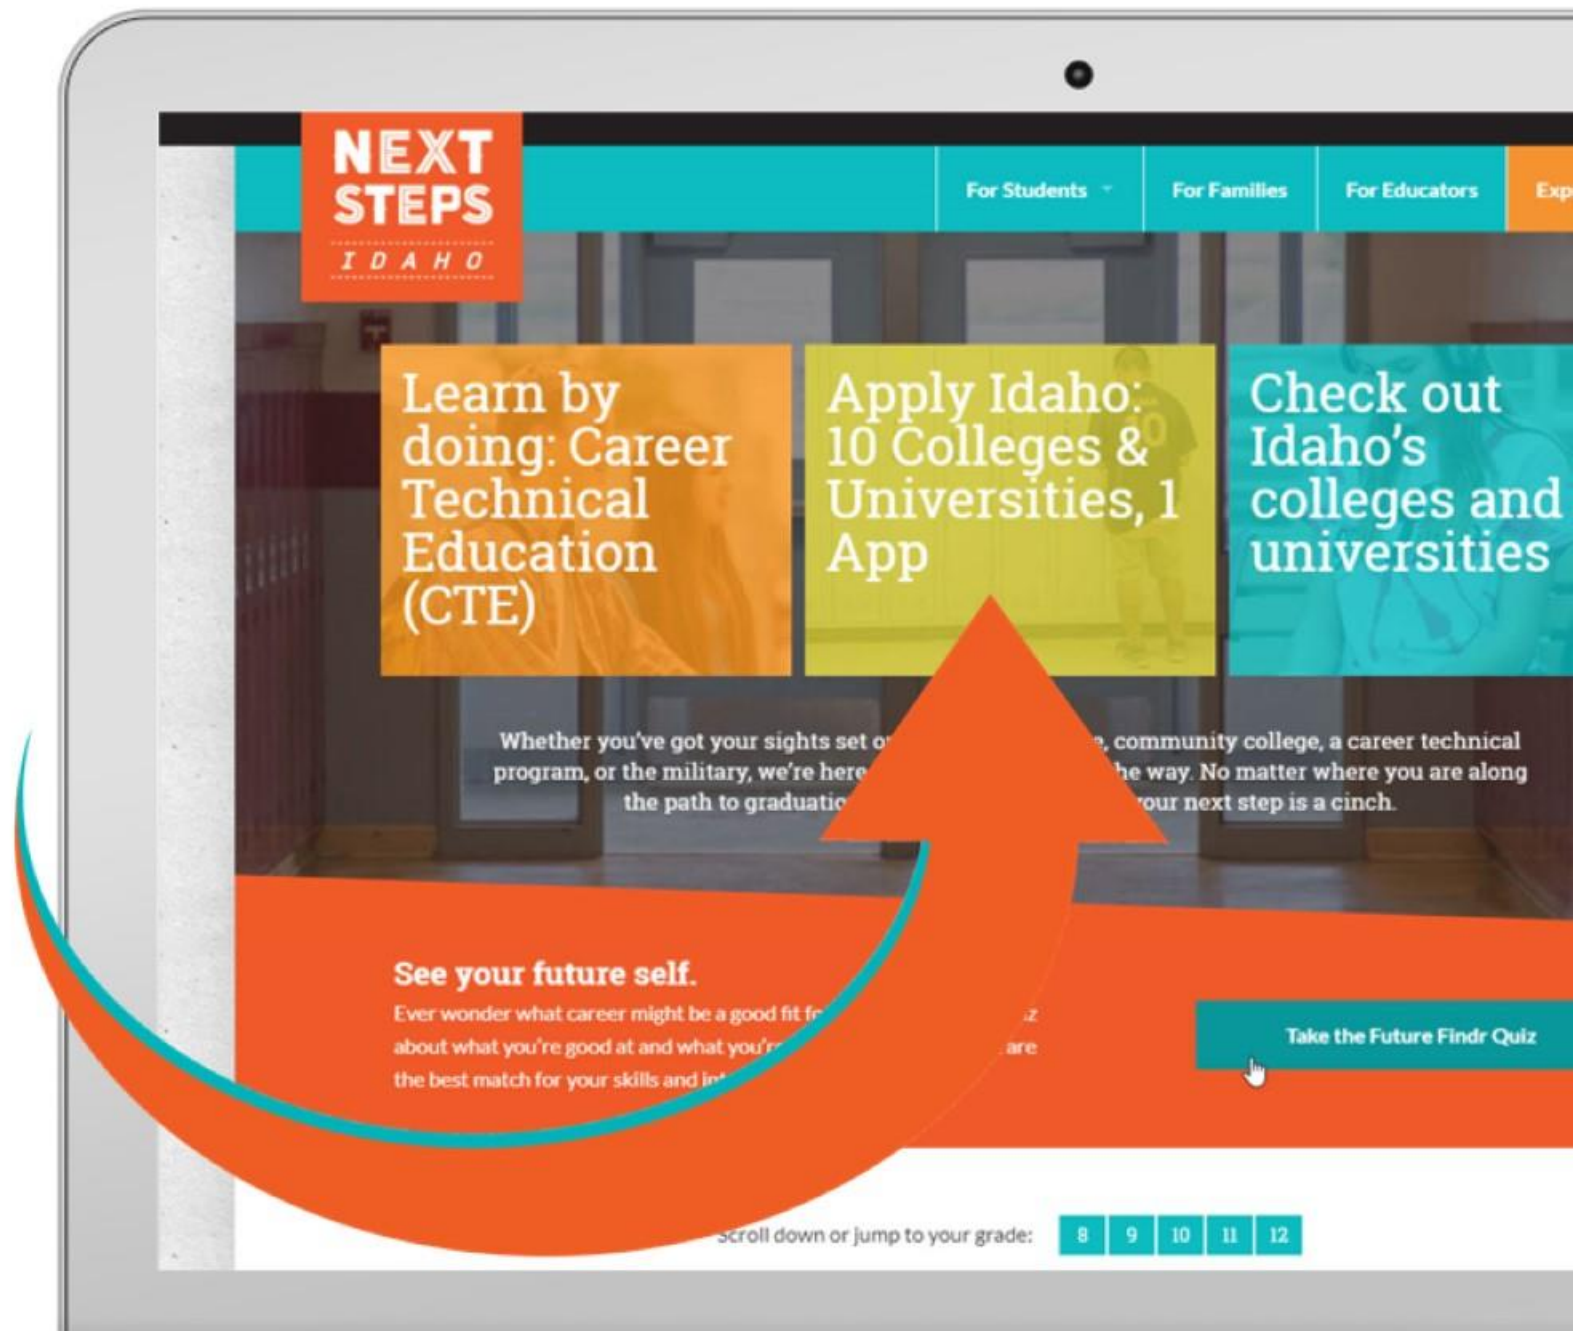 NEXT
STEPS
IDAHO
For Students
For Families
For Educators
Learn by
doing: Career
Technical
Education
(CTE)
Apply Idaho:
10 Colleges &
Universities, 1
App
Check out
Idaho's
colleges and
universities
Whether you've got your sights set community college, a career technical
program, or the military, we're here way. No matter where you are along
the path to your next step is a cinch.
See your future self.
Ever wonder what career might be a good fit
about what you're good at and what are
the best match for your skills and
Take the Future Findr Quiz
Scroll down or jump to your grade:
8 9 10 11 12